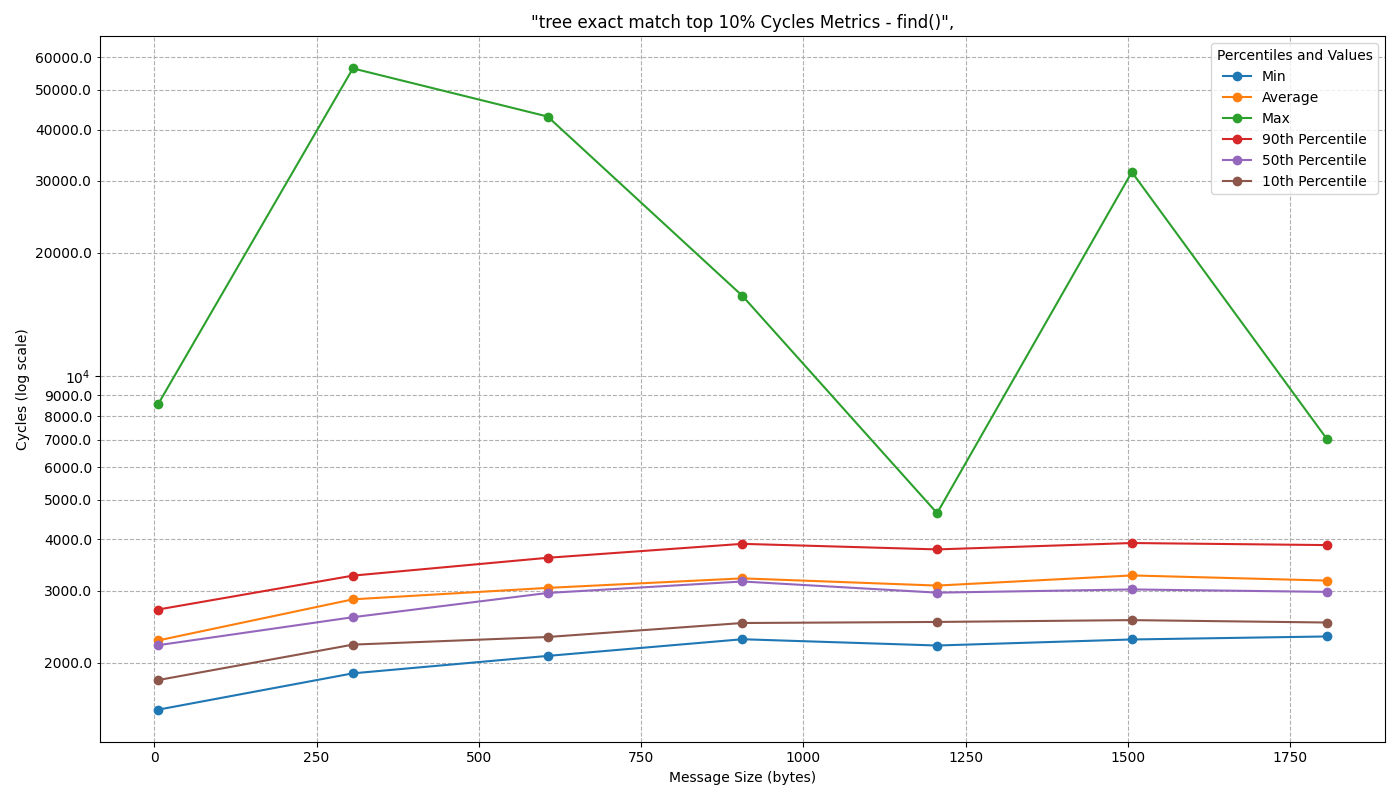 "tree exact match top 10% Cycles Metrics - find()",
Percentiles and Values
Min
Average
Max
90th Percentile
50th Percentile
10th Percentile
60000.0
50000.0
40000.0
30000.0
20000.0
10⁴
9000.0
8000.0
7000.0
6000.0
5000.0
4000.0
3000.0
2000.0
Cycles (log scale)
0
250
500
750
1000
1250
1500
1750
Message Size (bytes)